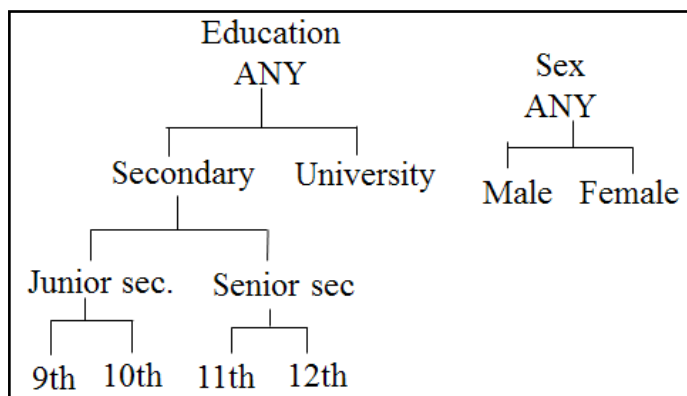 Education
ANY
Sex
ANY
Secondary University
Male Female
Junior sec. Senior sec
9th 10th 11th 12th